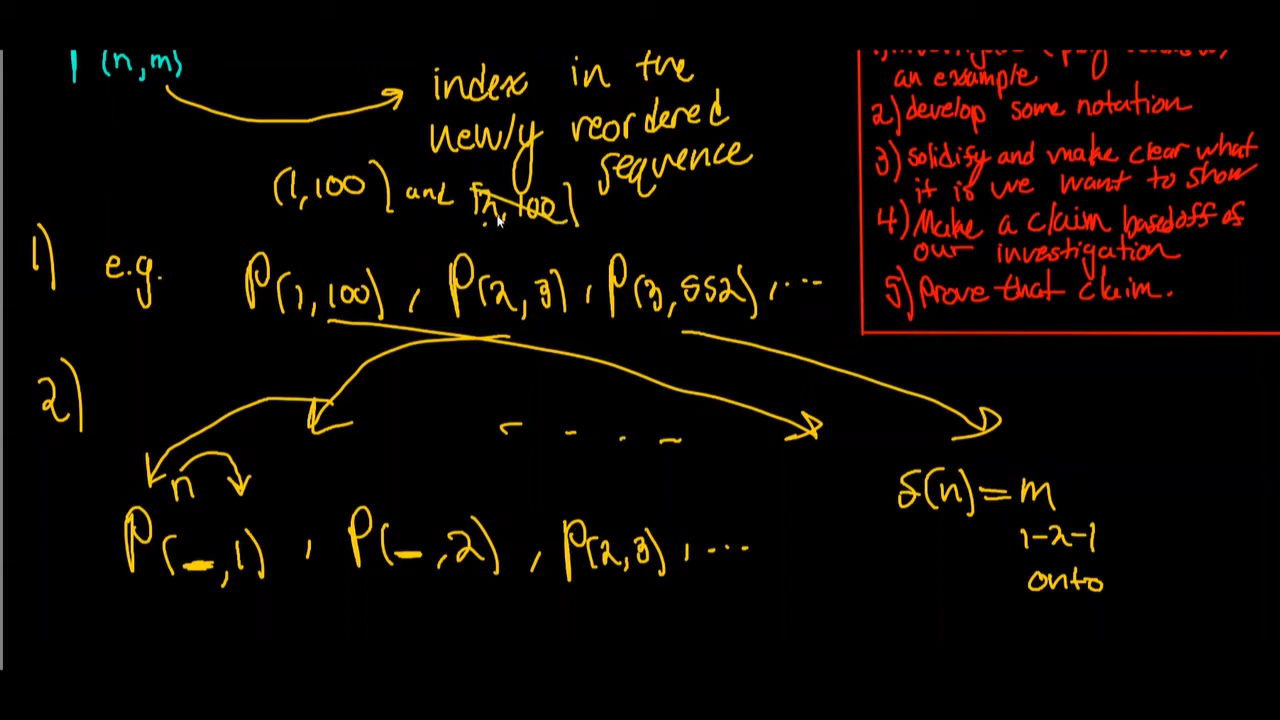 (n,m)
index in the
newly reordered
sequence
(1,100) and [2,100]
1) e.g. P(1,100), P(2,3), P(3,552), ...
2)
n
P(-,1), P(-,2), P(2,3), ...
δ(n)=m
1-2-1
onto
an example
2) develop some notation
3) solidify and make clear what
it is we want to show
4) Make a claim based off of
our investigation
5) Prove that claim.